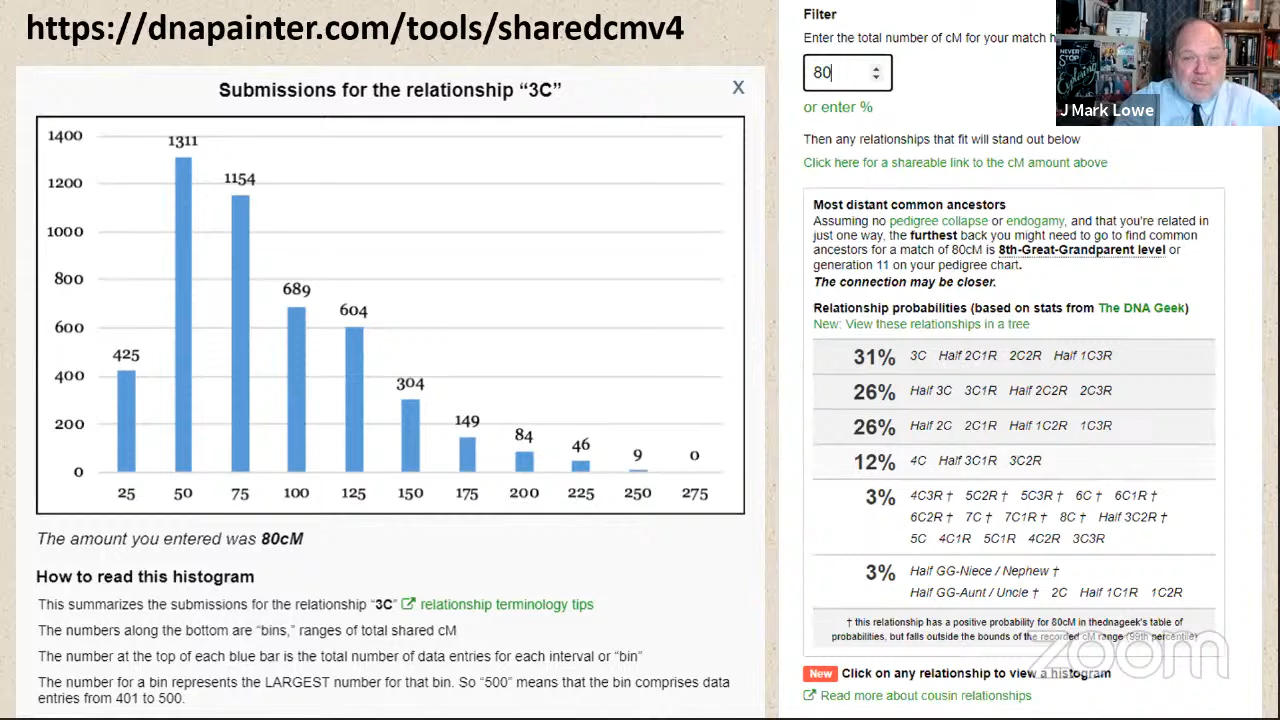 https://dnapainter.com/tools/sharedcmv4
Submissions for the relationship “3C”
X
1400
1200
1000
800
600
400
200
0
425
1311
1154
689
604
304
149
84
46
9
0
25 50 75 100 125 150 175 200 225 250 275
The amount you entered was 80cM
How to read this histogram
This summarizes the submissions for the relationship “3C” relationship terminology tips
The numbers along the bottom are “bins,” ranges of total shared cM
The number at the top of each blue bar is the total number of data entries for each interval or “bin”
The number for a bin represents the LARGEST number for that bin. So “500” means that the bin comprises data
entries from 401 to 500.
Filter
Enter the total number of cM for your match
80
or enter %
Then any relationships that fit will stand out below
Click here for a shareable link to the cM amount above
Most distant common ancestors
Assuming no pedigree collapse or endogamy, and that you're related in
just one way, the furthest back you might need to go to find common
ancestors for a match of 80cM is 8th-Great-Grandparent level or
generation 11 on your pedigree chart.
The connection may be closer.
Relationship probabilities (based on stats from The DNA Geek)
New: View these relationships in a tree
31% 3C Half 2C1R 2C2R Half 1C3R
26% Half 3C 3C1R Half 2C2R 2C3R
26% Half 2C 2C1R Half 1C2R 1C3R
12% 4C Half 3C1R 3C2R
3% 4C3R † 5C2R † 5C3R † 6C † 6C1R †
6C2R † 7C † 7C1R † 8C † Half 3C2R †
5C 4C1R 5C1R 4C2R 3C3R
3% Half GG-Niece / Nephew †
Half GG-Aunt / Uncle † 2C Half 1C1R 1C2R
† this relationship has a positive probability for 80cM in thednageek's table of
probabilities, but falls outside the bounds of the recorded cM range (99th percentile)
New Click on any relationship to view a histogram
Read more about cousin relationships
NEVER
STOP
Exploring
J Mark Lowe
zoom